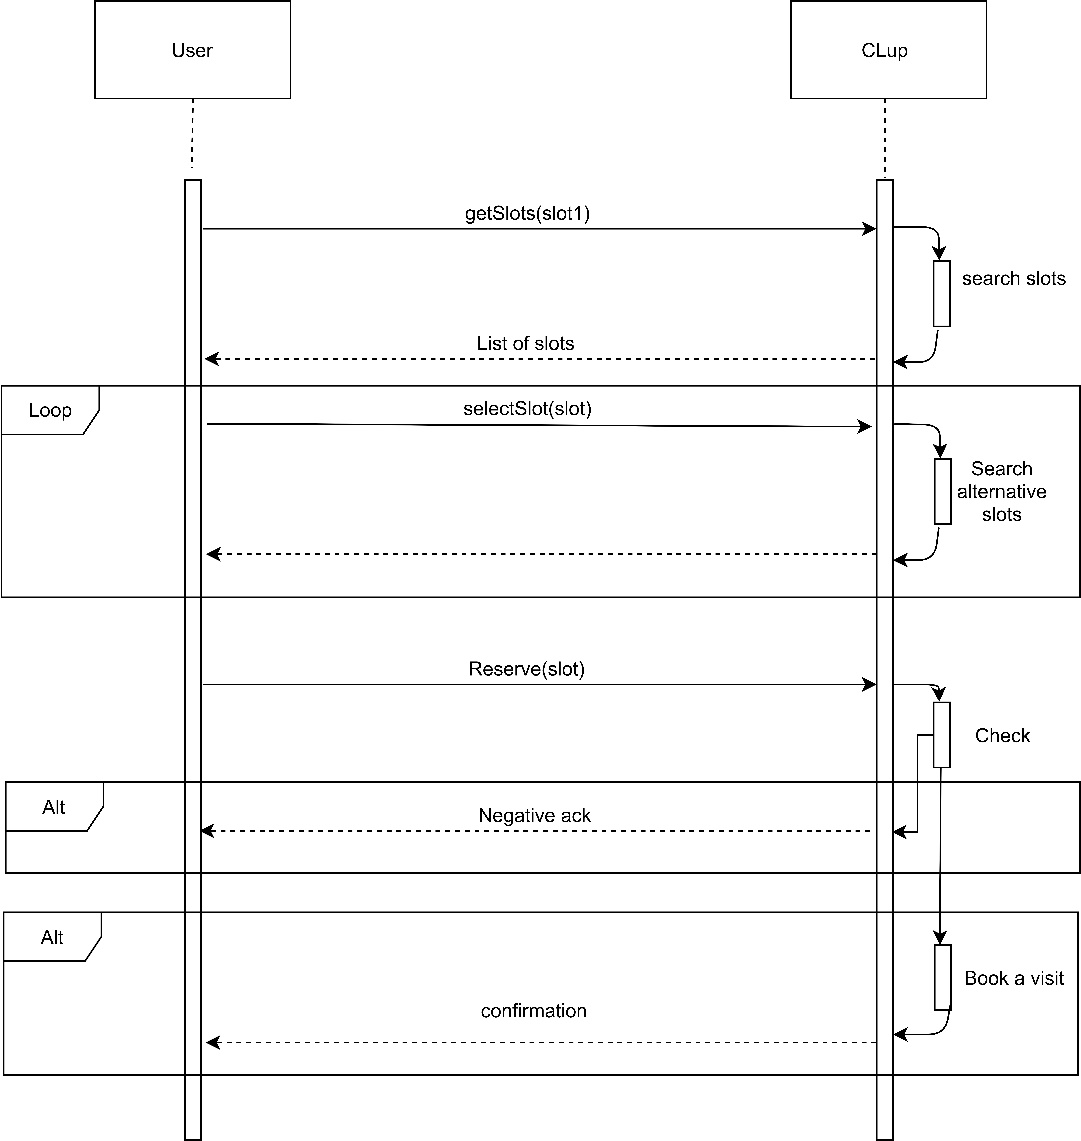 User
CLup
getSlots(slot1)
search slots
List of slots
Loop
selectSlot(slot)
Search
alternative
slots
Reserve(slot)
Check
Alt
Negative ack
Alt
Book a visit
confirmation